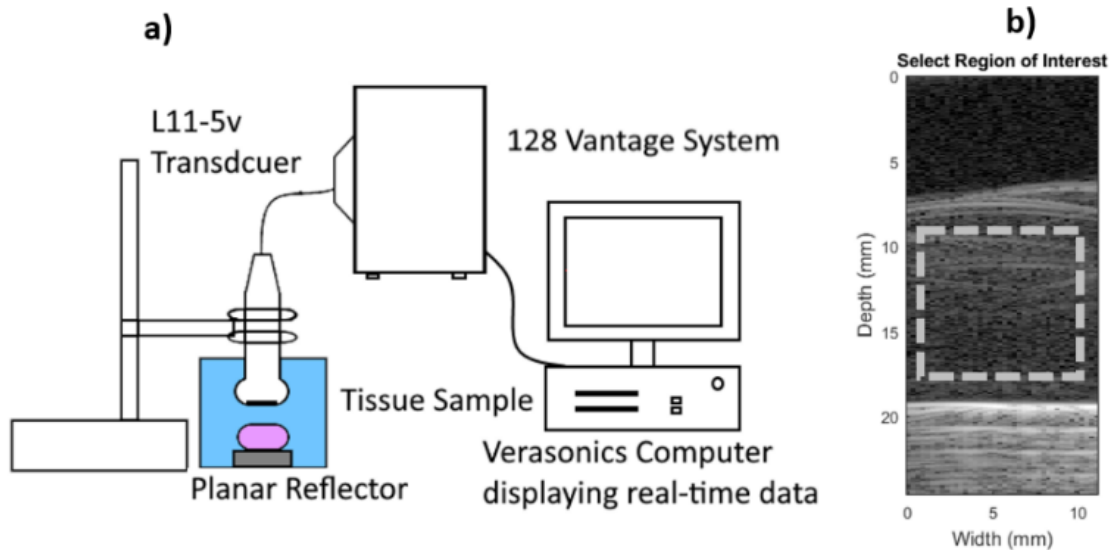 a)
L11-5v
Transdcuer
128 Vantage System
Tissue Sample
Planar Reflector
Verasonics Computer
displaying real-time data
b)
Select Region of Interest
0
5
10
15
20
Depth (mm)
0 5 10
Width (mm)